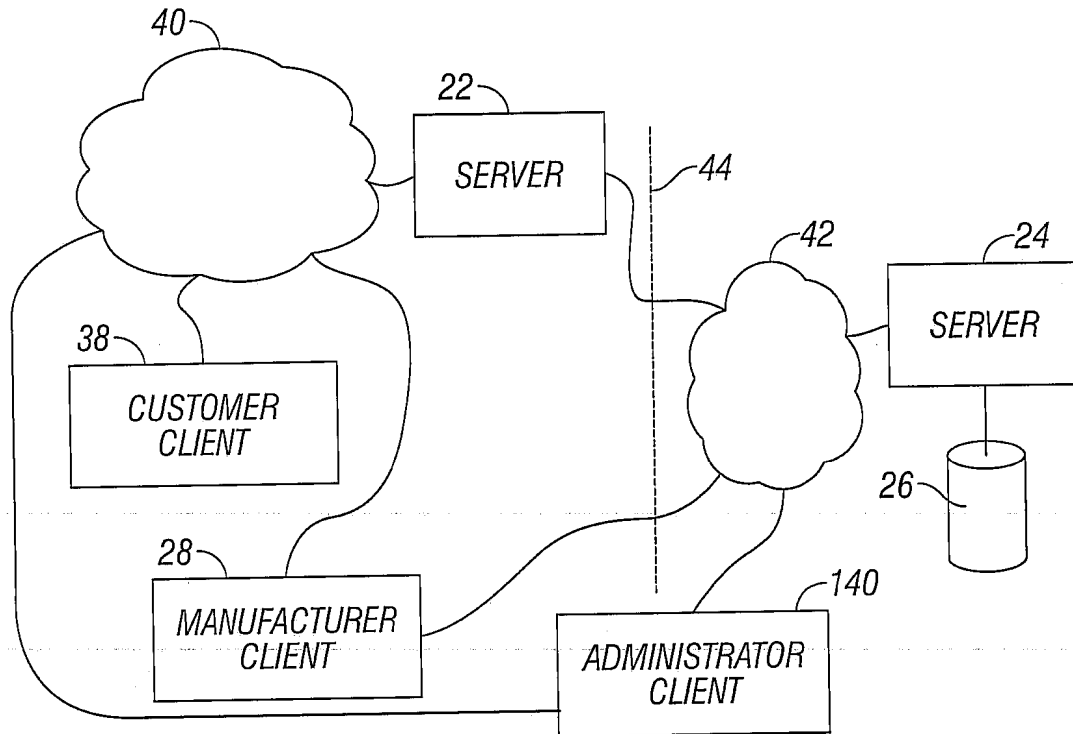 40
22
SERVER
44
42
24
SERVER
38
CUSTOMER
CLIENT
26
28
MANUFACTURER
CLIENT
140
ADMINISTRATOR
CLIENT